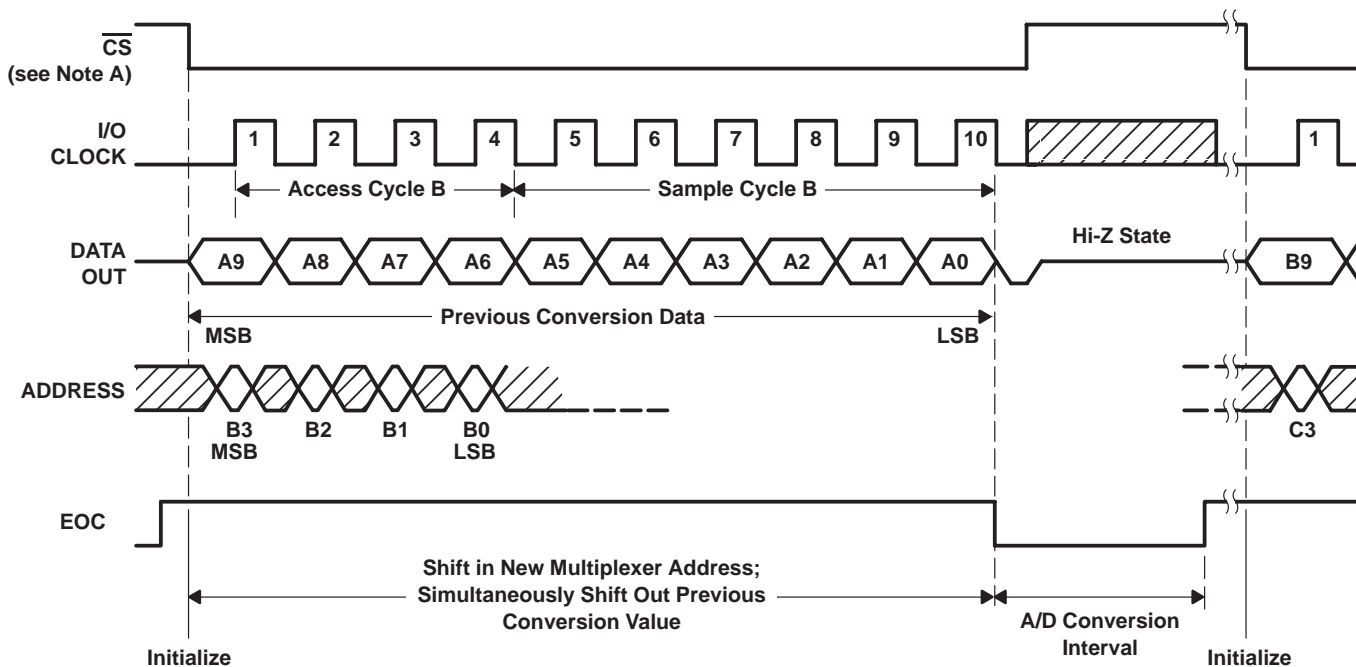 CS
(see Note A)
I/O
CLOCK
1 2 3 4 5 6 7 8 9 10 1
Access Cycle B Sample Cycle B
DATA
OUT
A9 A8 A7 A6 A5 A4 A3 A2 A1 A0 Hi-Z State B9
Previous Conversion Data
MSB LSB
ADDRESS
B3 B2 B1 B0 C3
MSB LSB
EOC
Shift in New Multiplexer Address;
Simultaneously Shift Out Previous
Conversion Value
A/D Conversion
Interval
Initialize Initialize